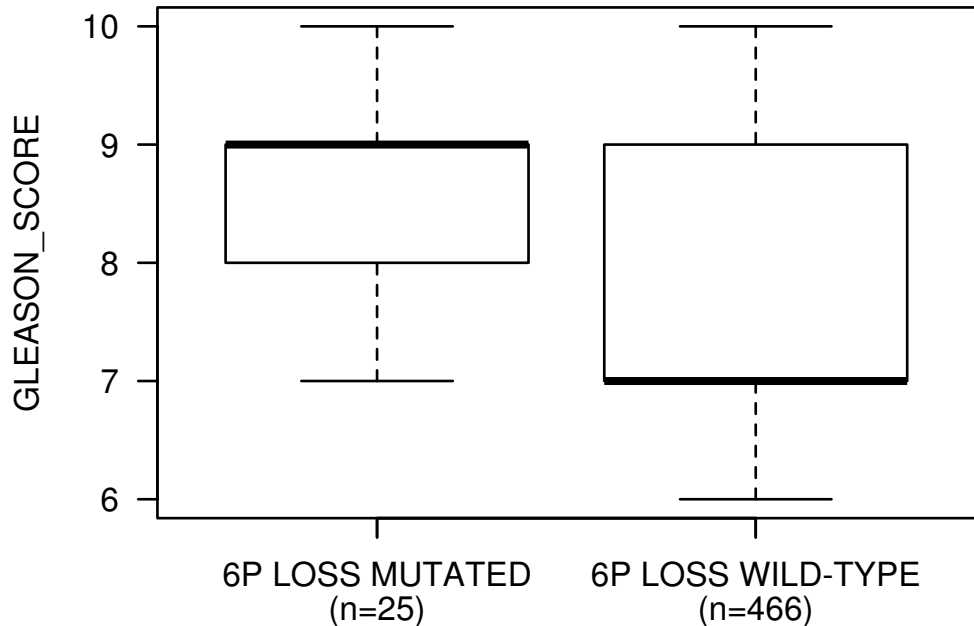 GLEASON_SCORE
10
9
8
7
6
6P LOSS MUTATED
(n=25)
6P LOSS WILD-TYPE
(n=466)